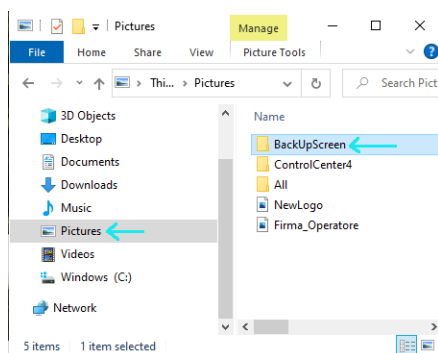 Pictures
Manage
File Home Share View Picture Tools
Thi... Pictures Search Pict
3D Objects
Desktop
Documents
Downloads
Music
Pictures
Videos
Windows (C:)
Network
Name
BackUpScreen
ControlCenter4
All
NewLogo
Firma_Operatore
5 items 1 item selected